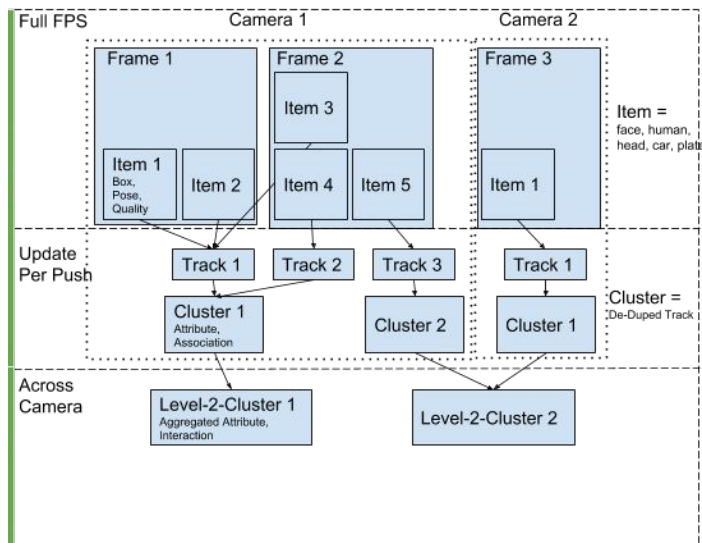 Full FPS
Camera 1
Camera 2
Frame 1
Frame 2
Frame 3
Item 3
Item =
face, human,
head, car, plate
Item 1
Box,
Pose,
Quality
Item 2
Item 4
Item 5
Item 1
Update
Per Push
Track 1
Track 2
Track 3
Track 1
Cluster 1
Attribute,
Association
Cluster 2
Cluster 1
Cluster =
De-Duped Track
Across
Camera
Level-2-Cluster 1
Aggregated Attribute,
Interaction
Level-2-Cluster 2